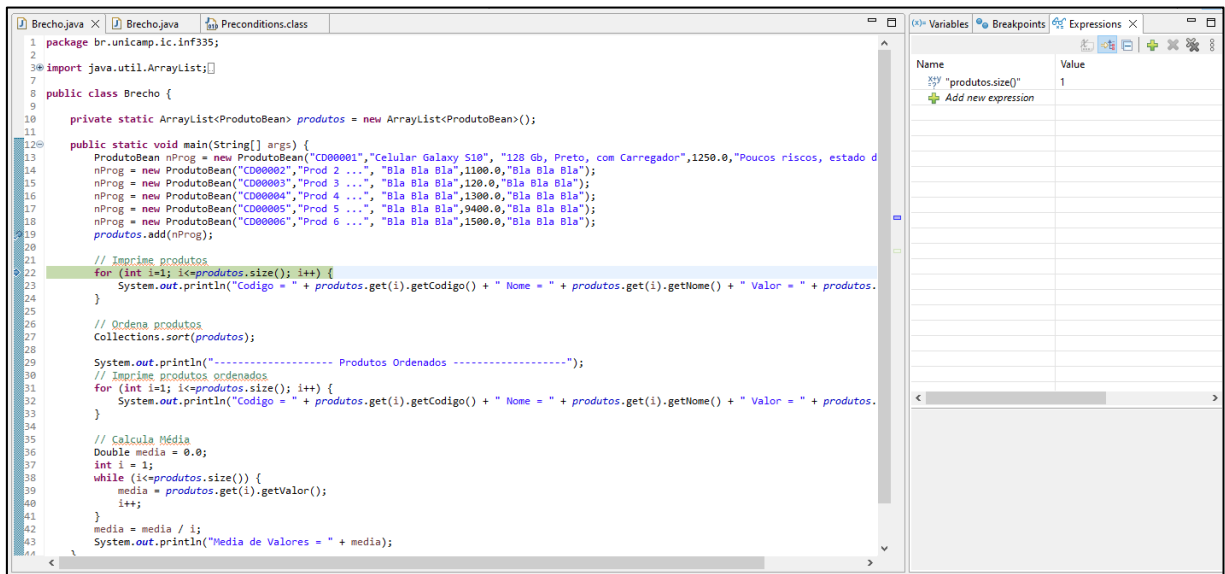 Brecho.java Brecho.java Preconditions.class
1 package br.unicamp.ic.inf335;
2
3 import java.util.ArrayList;
7
8 public class Brecho {
9
10 private static ArrayList<ProdutoBean> produtos = new ArrayList<ProdutoBean>();
11
12 public static void main(String[] args) {
13 ProdutoBean nProg = new ProdutoBean("CD00001","Celular Galaxy S10", "128 Gb, Preto, com Carregador",1250.0,"Poucos riscos, estado d
14 nProg = new ProdutoBean("CD00002","Prod 2 ...", "Bla Bla Bla",1100.0,"Bla Bla Bla");
15 nProg = new ProdutoBean("CD00003","Prod 3 ...", "Bla Bla Bla",120.0,"Bla Bla Bla");
16 nProg = new ProdutoBean("CD00004","Prod 4 ...", "Bla Bla Bla",1300.0,"Bla Bla Bla");
17 nProg = new ProdutoBean("CD00005","Prod 5 ...", "Bla Bla Bla",9400.0,"Bla Bla Bla");
18 nProg = new ProdutoBean("CD00006","Prod 6 ...", "Bla Bla Bla",1500.0,"Bla Bla Bla");
19 produtos.add(nProg);
20
21 // Imprime produtos
22 for (int i=1; i<=produtos.size(); i++) {
23 System.out.println("Codigo = " + produtos.get(i).getCodigo() + " Nome = " + produtos.get(i).getNome() + " Valor = " + produtos.
24 }
25
26 // Ordena produtos
27 Collections.sort(produtos);
28
29 System.out.println("-------------------- Produtos Ordenados -------------------");
30 // Imprime produtos ordenados
31 for (int i=1; i<=produtos.size(); i++) {
32 System.out.println("Codigo = " + produtos.get(i).getCodigo() + " Nome = " + produtos.get(i).getNome() + " Valor = " + produtos.
33 }
34
35 // Calcula Média
36 Double media = 0.0;
37 int i = 1;
38 while (i<=produtos.size()) {
39 media = produtos.get(i).getValor();
40 i++;
41 }
42 media = media / i;
43 System.out.println("Media de Valores = " + media);
44 }
(x)= Variables Breakpoints Expressions
Name Value
"produtos.size()" 1
Add new expression